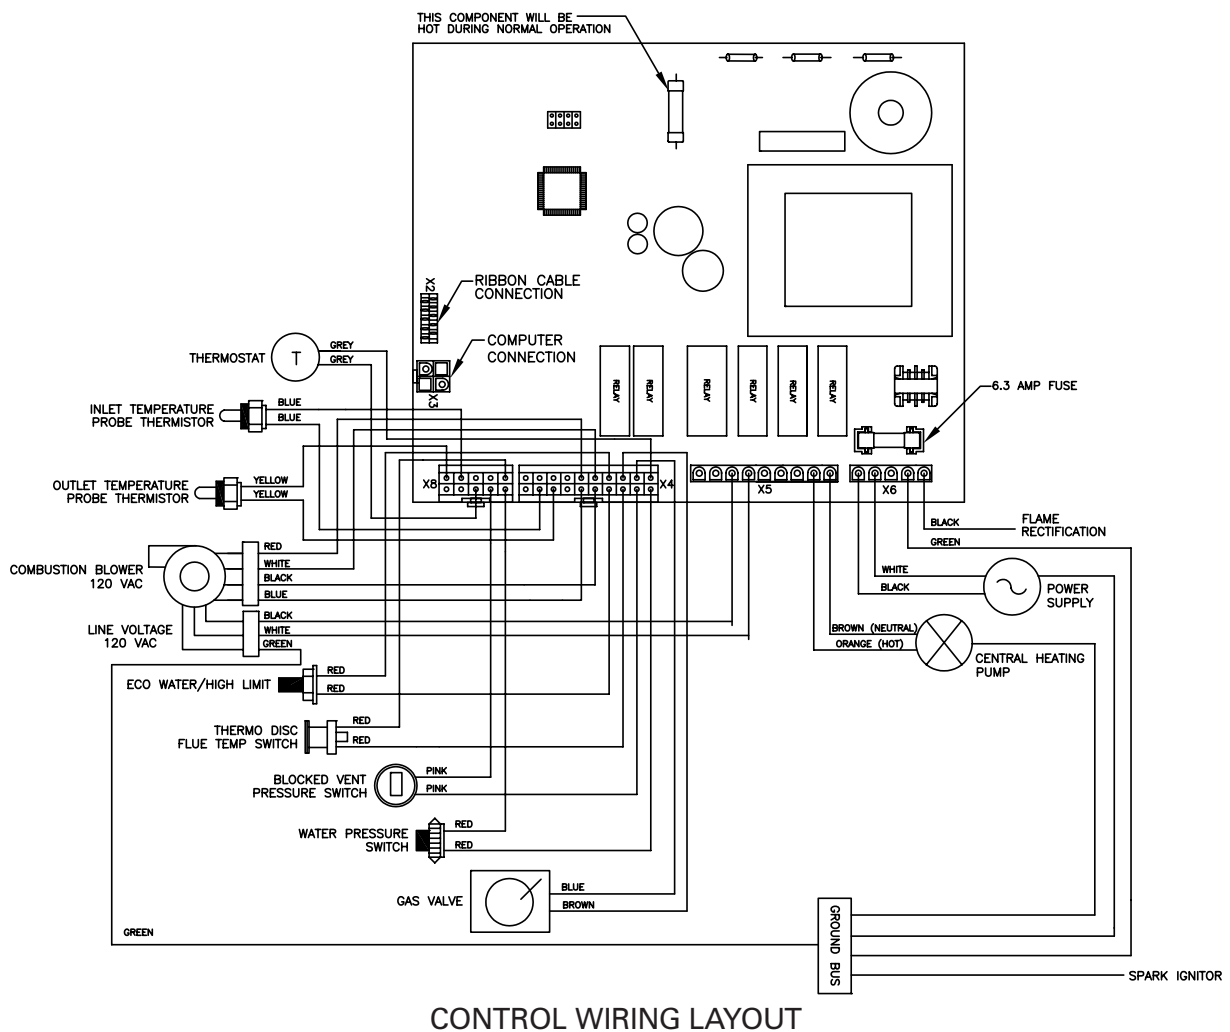 THIS COMPONENT WILL BE
HOT DURING NORMAL OPERATION
X2
RIBBON CABLE
CONNECTION
COMPUTER
CONNECTION
X3
THERMOSTAT
T
GREY
GREY
INLET TEMPERATURE
PROBE THERMISTOR
BLUE
BLUE
RELAY
RELAY
RELAY
RELAY
RELAY
RELAY
6.3 AMP FUSE
OUTLET TEMPERATURE
PROBE THERMISTOR
YELLOW
YELLOW
X8
X4
X5
X6
BLACK
FLAME
RECTIFICATION
GREEN
COMBUSTION BLOWER
120 VAC
RED
WHITE
BLACK
BLUE
WHITE
BLACK
POWER
SUPPLY
LINE VOLTAGE
120 VAC
BLACK
WHITE
GREEN
BROWN (NEUTRAL)
ORANGE (HOT)
CENTRAL HEATING
PUMP
ECO WATER/HIGH LIMIT
RED
RED
THERMO DISC
FLUE TEMP SWITCH
RED
RED
BLOCKED VENT
PRESSURE SWITCH
PINK
PINK
WATER PRESSURE
SWITCH
RED
RED
GAS VALVE
BLUE
BROWN
GREEN
GROUND BUS
SPARK IGNITOR
CONTROL WIRING LAYOUT